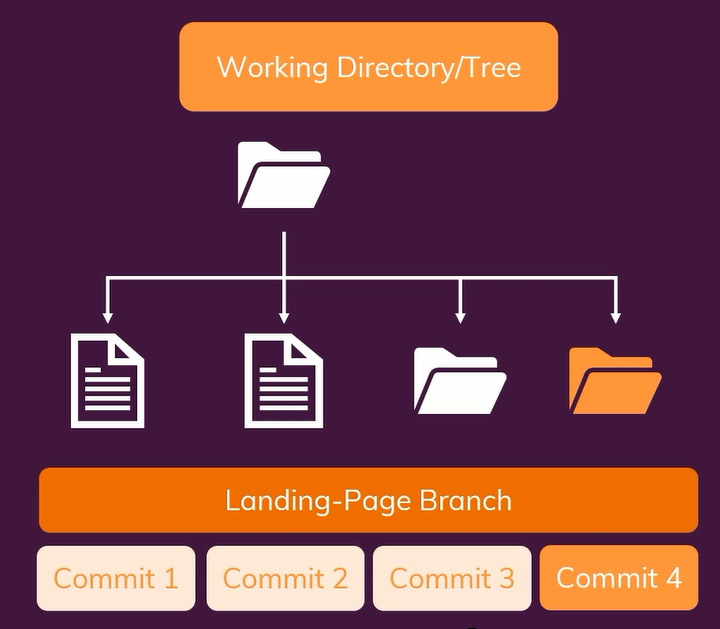 Working Directory/Tree
Landing-Page Branch
Commit 1
Commit 2
Commit 3
Commit 4